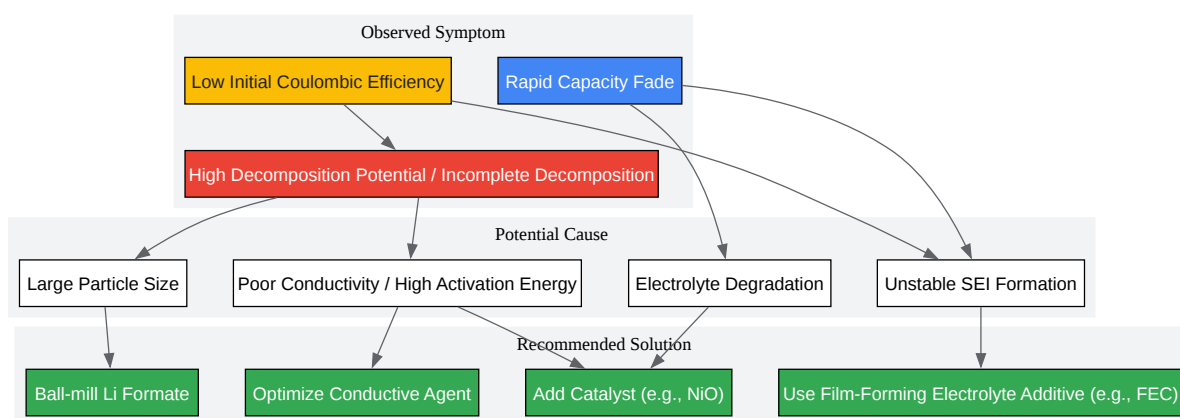 Observed Symptom
Low Initial Coulombic Efficiency
Rapid Capacity Fade
High Decomposition Potential / Incomplete Decomposition
Potential Cause
Large Particle Size
Poor Conductivity / High Activation Energy
Electrolyte Degradation
Unstable SEI Formation
Recommended Solution
Ball-mill Li Formate
Optimize Conductive Agent
Add Catalyst (e.g., NiO)
Use Film-Forming Electrolyte Additive (e.g., FEC)